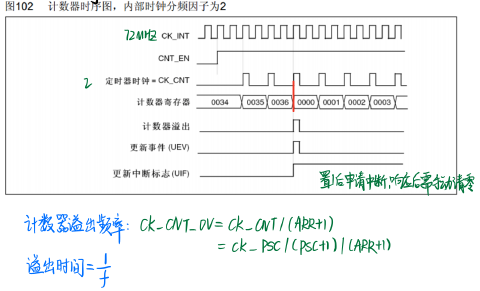 图102 计数器时序图，内部时钟分频因子为2
72MHz CK_INT
CNT_EN
2 定时器时钟 = CK_CNT
计数器寄存器 0034 0035 0036 0000 0001 0002 0003
计数器溢出
更新事件 (UEV)
更新中断标志 (UIF)
置1后申请中断，响应后需手动清零
计数器溢出频率：CK_CNT_OV = CK_CNT / (ARR+1)
= CK_PSC / (PSC+1) / (ARR+1)
溢出时间 = 1/f